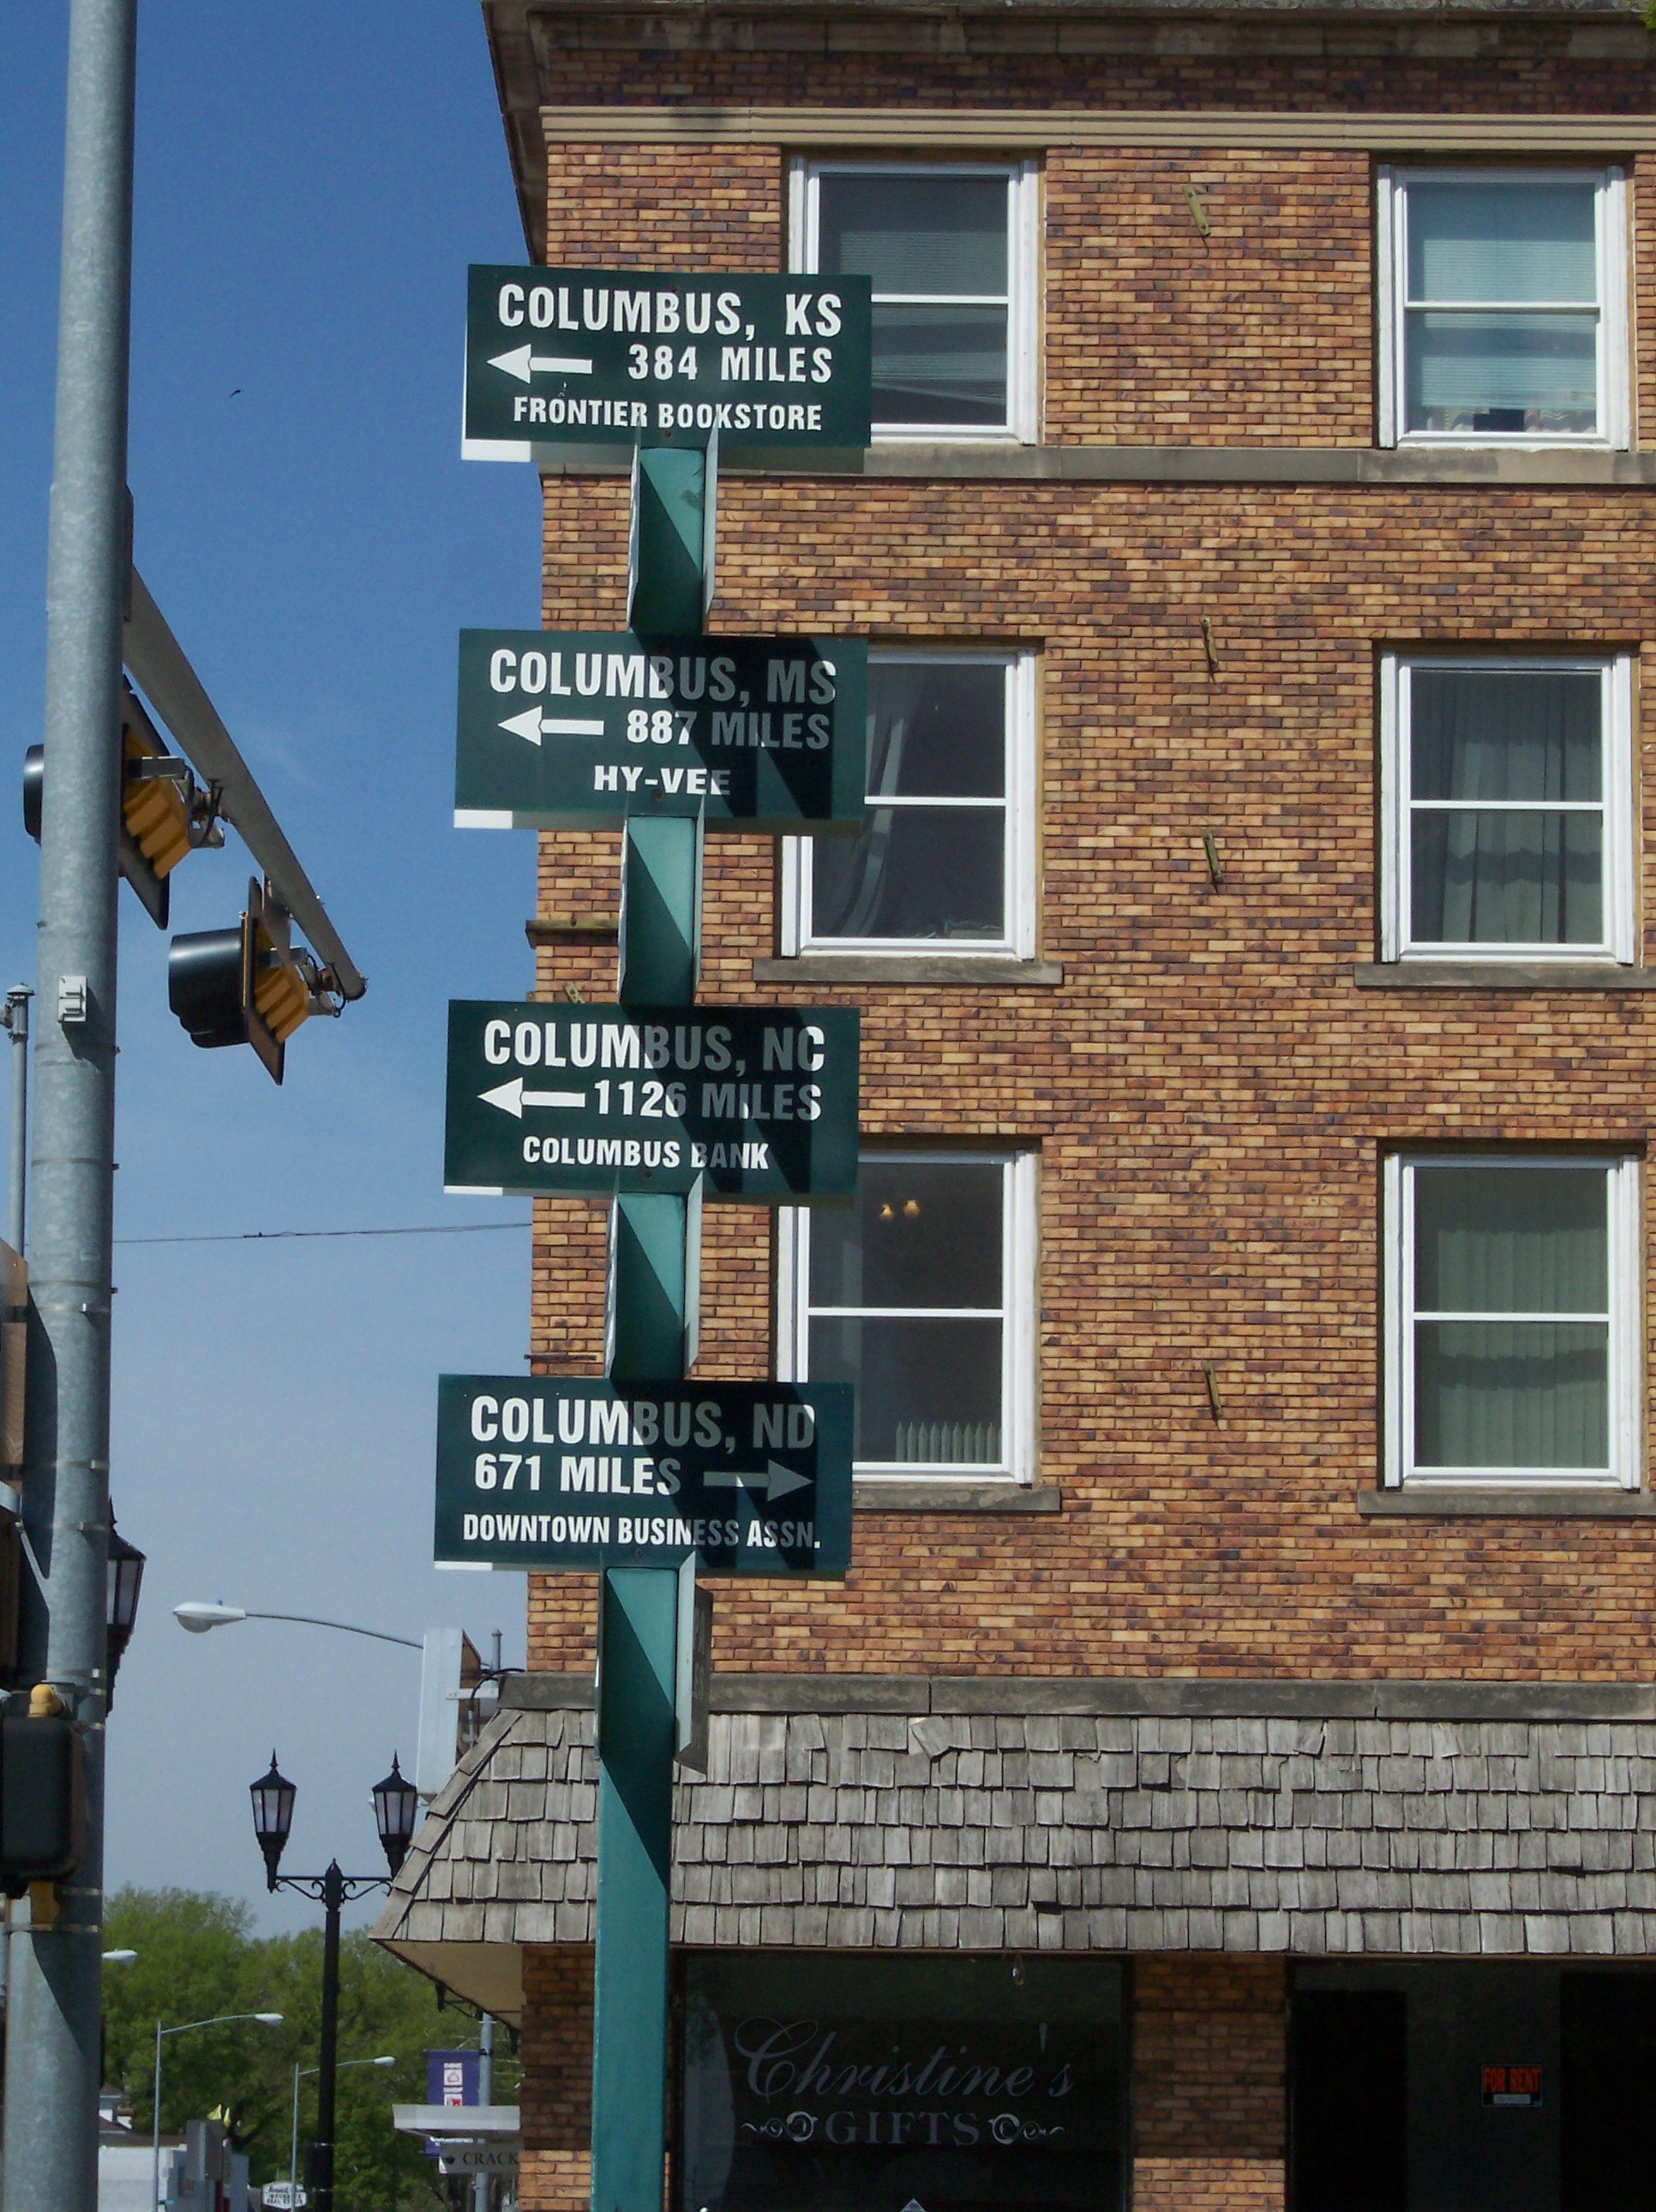 COLUMBUS, KS
384 MILES
FRONTIER BOOKSTORE
COLUMBUS, MS
887 MILES
HY-VEE
COLUMBUS, NC
1126 MILES
COLUMBUS BANK
COLUMBUS, ND
671 MILES
DOWNTOWN BUSINESS ASSN.
Christine's
GIFTS
FOR RENT
CRACK